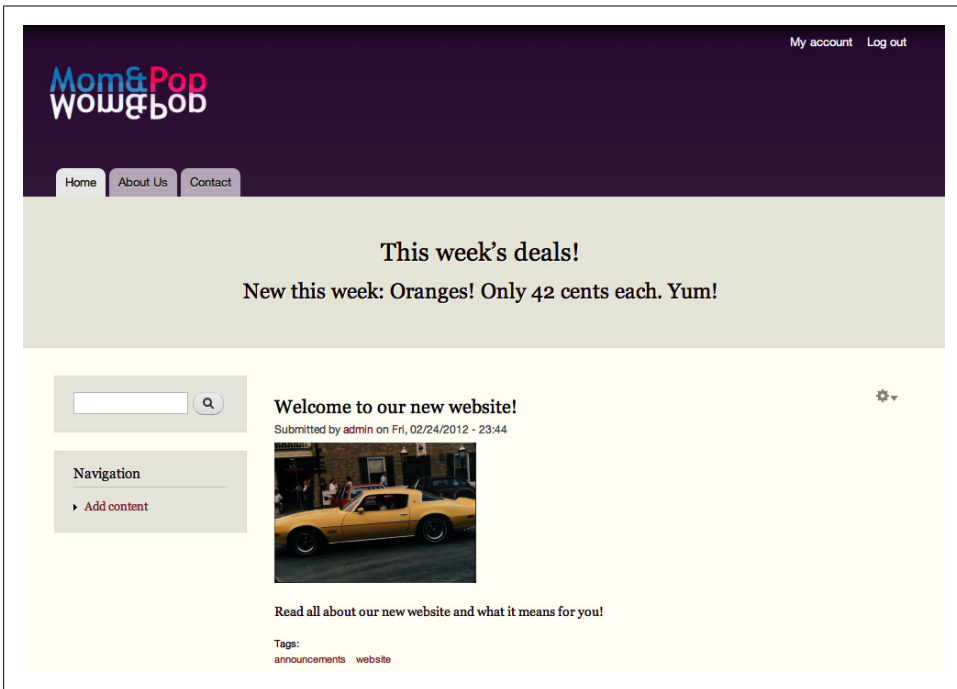 My account Log out
Mom&Pop
Mom&Pop
Home About Us Contact
This week's deals!
New this week: Oranges! Only 42 cents each. Yum!
Welcome to our new website!
Submitted by admin on Fri, 02/24/2012 - 23:44
Navigation
Add content
Read all about our new website and what it means for you!
Tags:
announcements website